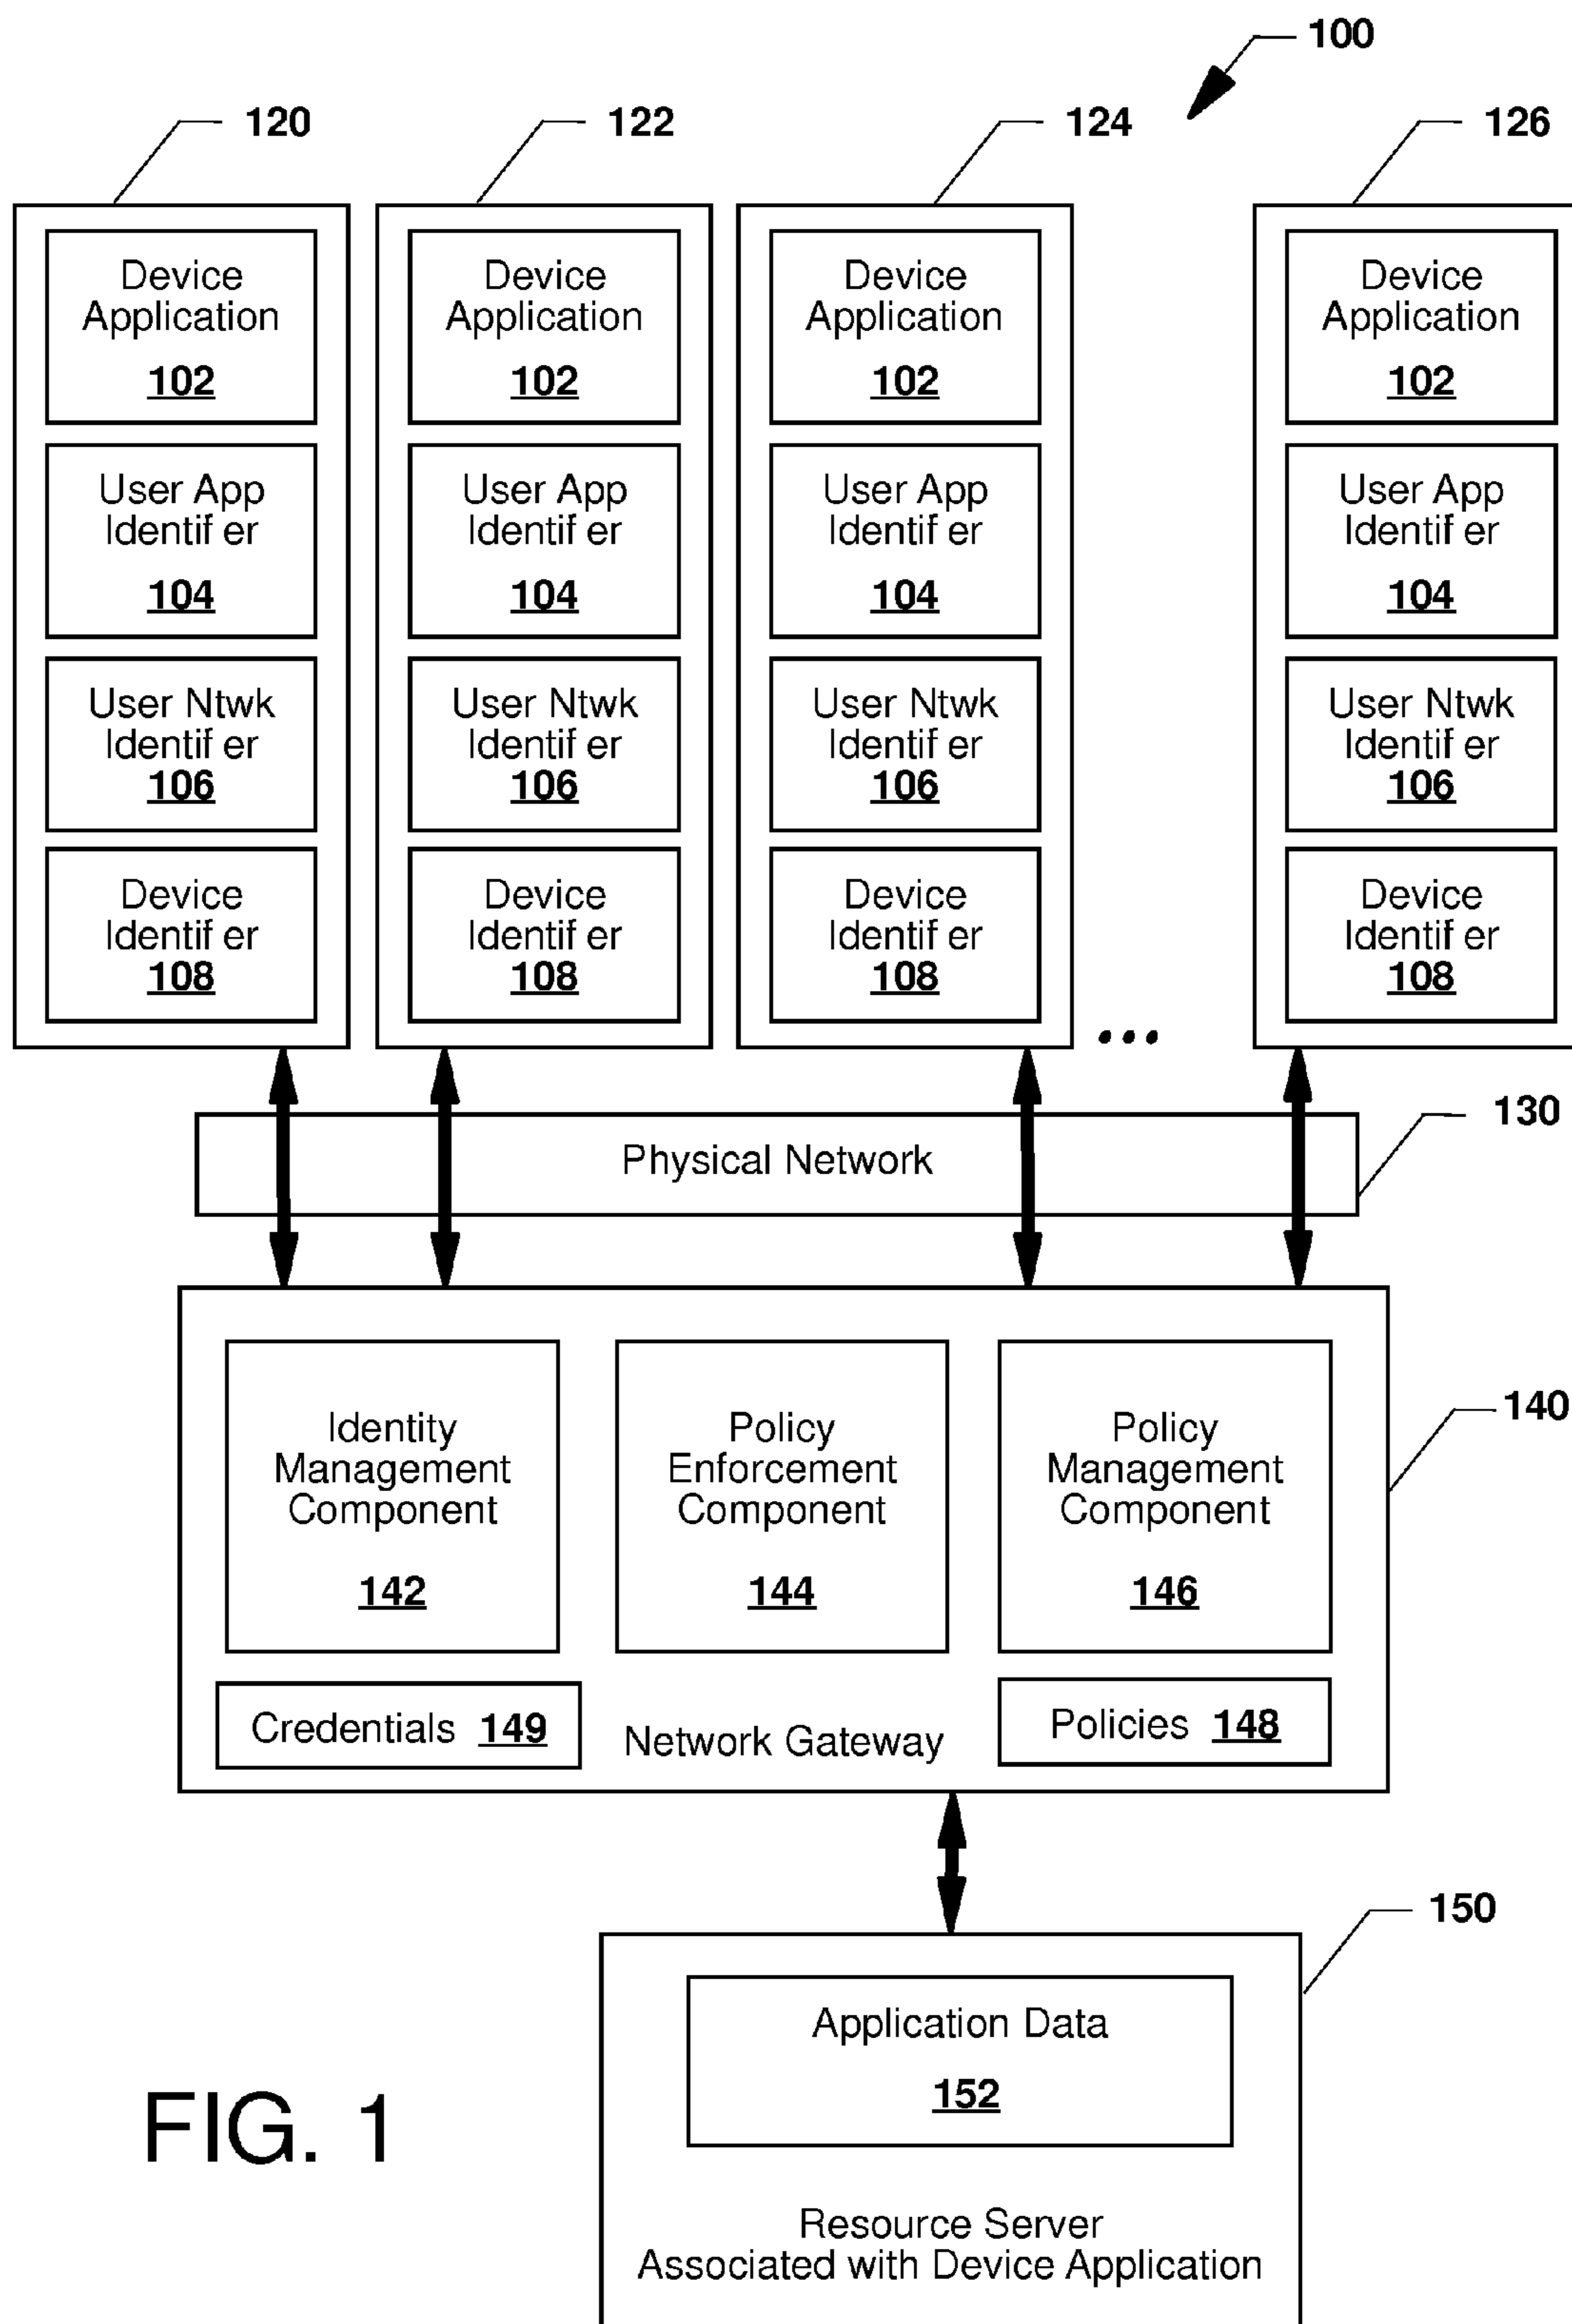 100
120
122
124
126
Device
Application
102
Device
Application
102
Device
Application
102
Device
Application
102
User App
Identif er
104
User App
Identif er
104
User App
Identif er
104
User App
Identif er
104
User Ntwk
Identif er
106
User Ntwk
Identif er
106
User Ntwk
Identif er
106
User Ntwk
Identif er
106
Device
Identif er
108
Device
Identif er
108
Device
Identif er
108
Device
Identif er
108
...
130
Physical Network
140
Identity
Management
Component
142
Policy
Enforcement
Component
144
Policy
Management
Component
146
Credentials 149
Network Gateway
Policies 148
150
Application Data
152
Resource Server
Associated with Device Application
FIG. 1